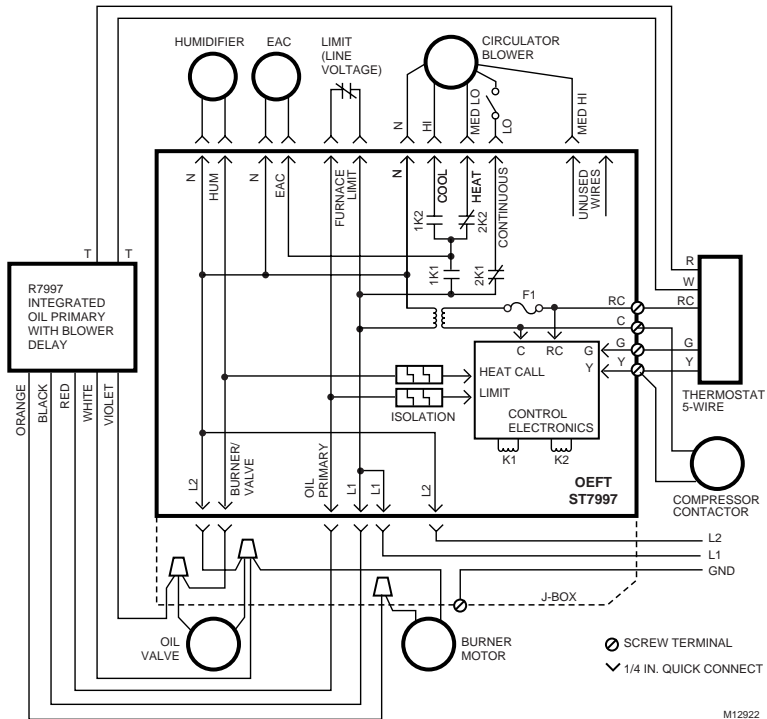 HUMIDIFIER
EAC
LIMIT
(LINE
VOLTAGE)
CIRCULATOR
BLOWER
N
HI
MED LO
LO
MED HI
N
HUM
N
EAC
FURNACE
LIMIT
N
COOL
HEAT
CONTINUOUS
UNUSED
WIRES
1K2
2K2
1K1
2K1
T
T
R7997
INTEGRATED
OIL PRIMARY
WITH BLOWER
DELAY
ORANGE
BLACK
RED
WHITE
VIOLET
F1
RC
C
G
Y
R
W
RC
G
Y
THERMOSTAT
5-WIRE
C
RC
G
Y
HEAT CALL
LIMIT
CONTROL
ELECTRONICS
ISOLATION
K1
K2
OEFT
ST7997
COMPRESSOR
CONTACTOR
L2
BURNER/
VALVE
OIL
PRIMARY
L1
L1
L2
L2
L1
GND
J-BOX
OIL
VALVE
BURNER
MOTOR
SCREW TERMINAL
1/4 IN. QUICK CONNECT
M12922